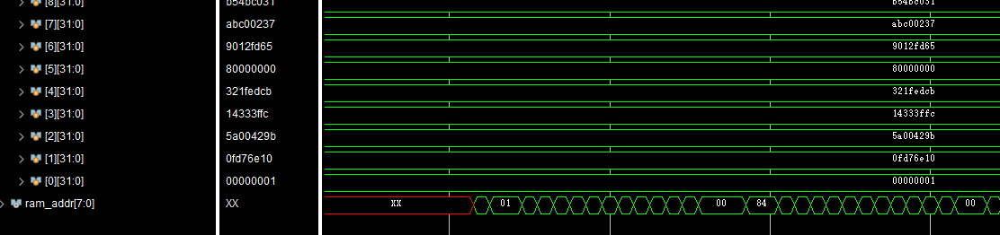 [8][31:0] b54bc031 b54bc031
[7][31:0] abc00237 abc00237
[6][31:0] 9012fd65 9012fd65
[5][31:0] 80000000 80000000
[4][31:0] 321fedcb 321fedcb
[3][31:0] 14333ffc 14333ffc
[2][31:0] 5a00429b 5a00429b
[1][31:0] 0fd76e10 0fd76e10
[0][31:0] 00000001 00000001
ram_addr[7:0] XX XX 01 00 84 00